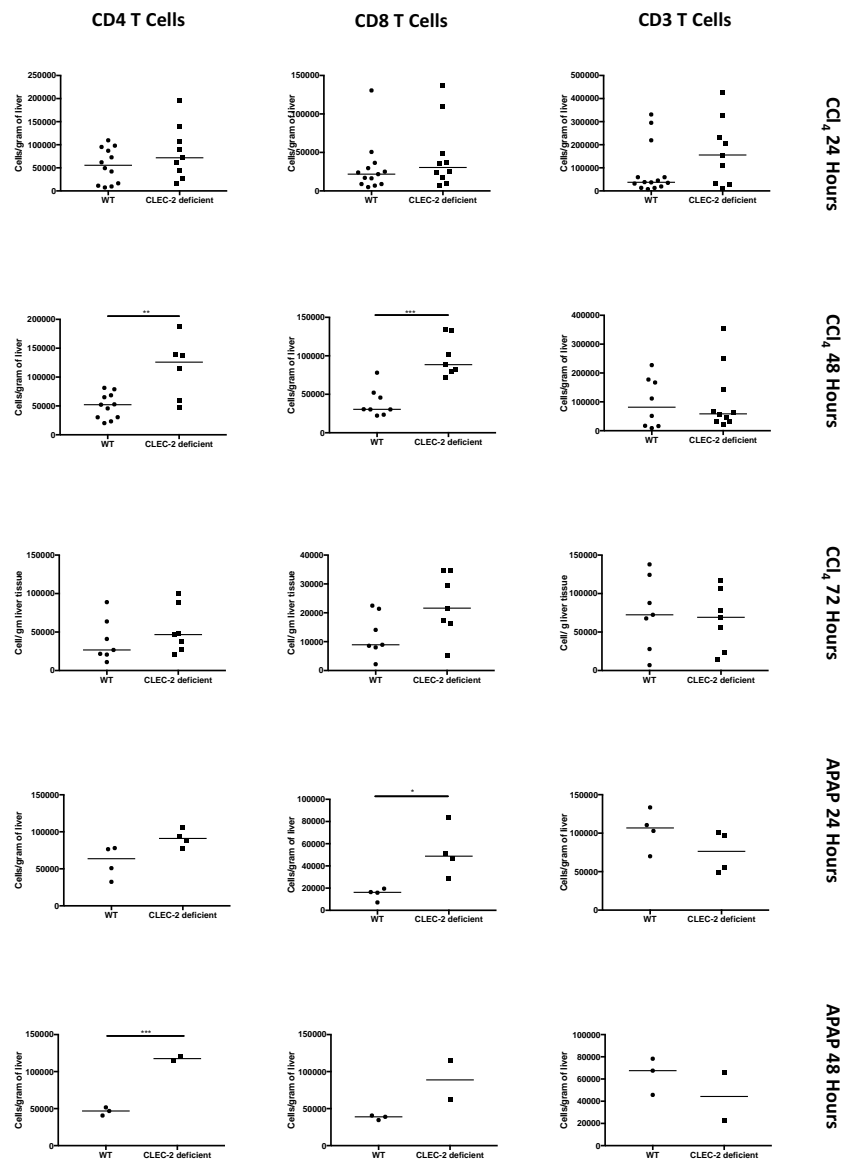 CD4 T Cells
CD8 T Cells
CD3 T Cells
250000
200000
150000
100000
50000
0
Cells/gram of liver
WT
CLEC-2 deficient
150000
100000
50000
0
Cells/gram of liver
WT
CLEC-2 deficient
500000
400000
300000
200000
100000
0
Cells/gram of liver
WT
CLEC-2 deficient
CCl4 24 Hours
200000
150000
100000
50000
0
Cells/gram of liver
**
WT
CLEC-2 deficient
150000
100000
50000
0
Cells/gram of liver
***
WT
CLEC-2 deficient
400000
300000
200000
100000
0
Cells/gram of liver
WT
CLEC-2 deficient
CCl4 48 Hours
150000
100000
50000
0
Cell/ gm liver tissue
WT
CLEC-2 deficient
40000
30000
20000
10000
0
Cell/ gm liver tissue
WT
CLEC-2 deficient
150000
100000
50000
0
Cell/ g liver tissue
WT
CLEC-2 deficient
CCl4 72 Hours
150000
100000
50000
0
Cells/gram of liver
WT
CLEC-2 deficient
100000
80000
60000
40000
20000
0
Cells/gram of liver
*
WT
CLEC-2 deficient
150000
100000
50000
0
Cells/gram of liver
WT
CLEC-2 deficient
APAP 24 Hours
150000
100000
50000
0
Cells/gram of liver
***
WT
CLEC-2 deficient
150000
100000
50000
0
Cells/gram of liver
WT
CLEC-2 deficient
100000
80000
60000
40000
20000
0
Cells/gram of liver
WT
CLEC-2 deficient
APAP 48 Hours